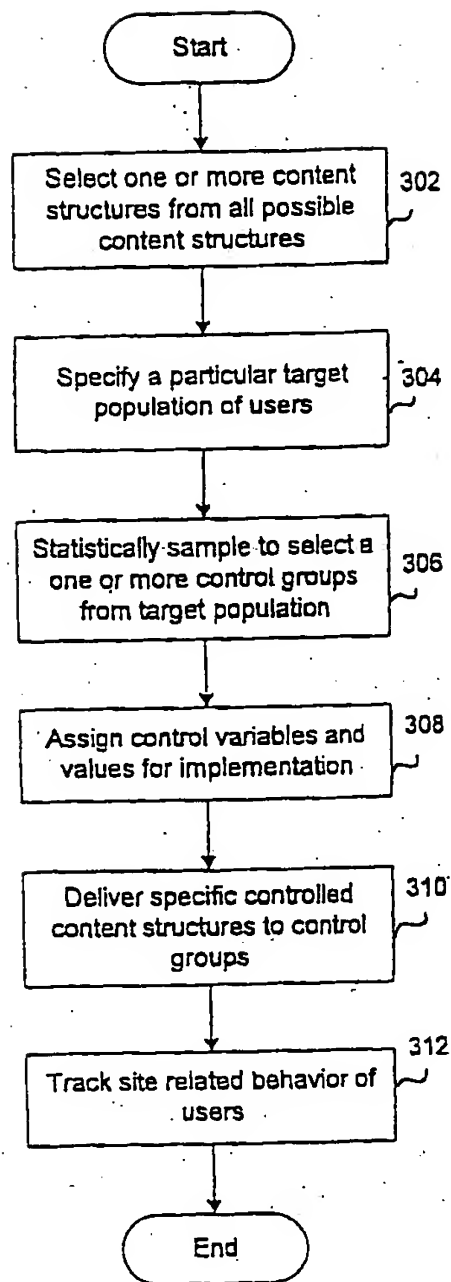 Start
Select one or more content
structures from all possible
content structures
302
Specify a particular target
population of users
304
Statistically sample to select a
one or more control groups
from target population
306
Assign control variables and
values for implementation
308
Deliver specific controlled
content structures to control
groups
310
Track site related behavior of
users
312
End